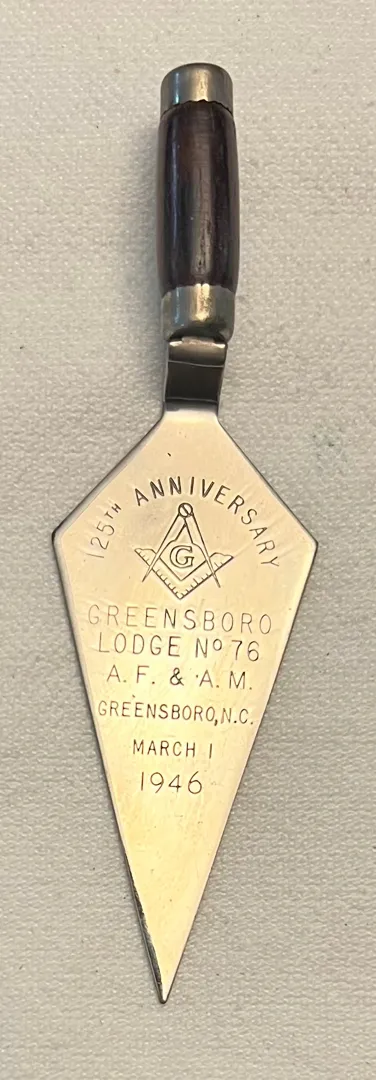 125TH ANNIVERSARY
G
GREENSBORO
LODGE Nº 76
A. F. & A. M.
GREENSBORO, N.C.
MARCH 1
1946